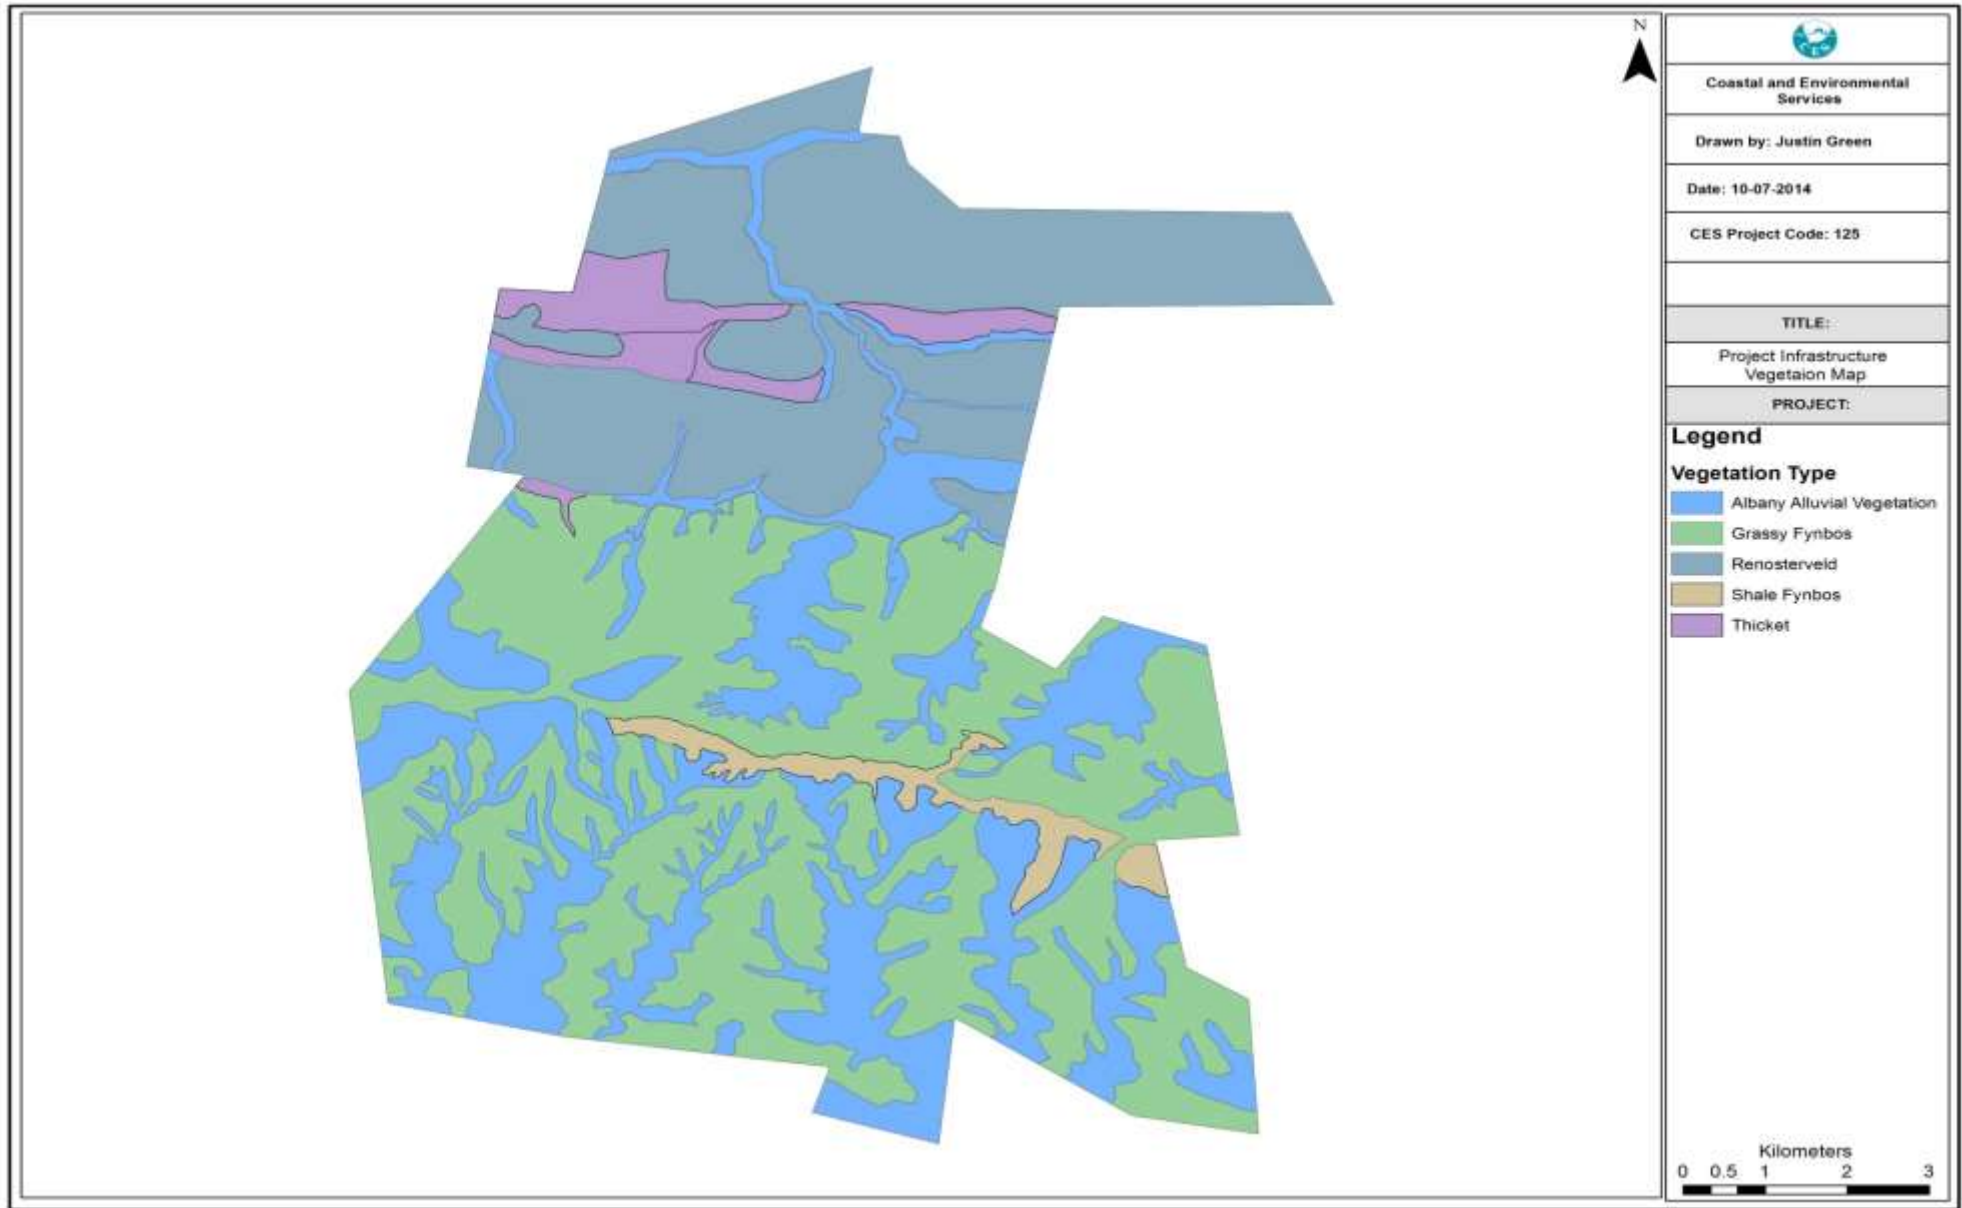 N
CES
Coastal and Environmental
Services
Drawn by: Justin Green
Date: 10-07-2014
CES Project Code: 125
TITLE:
Project Infrastructure
Vegetaion Map
PROJECT:
Legend
Vegetation Type
Albany Alluvial Vegetation
Grassy Fynbos
Renosterveld
Shale Fynbos
Thicket
Kilometers
0 0.5 1 2 3